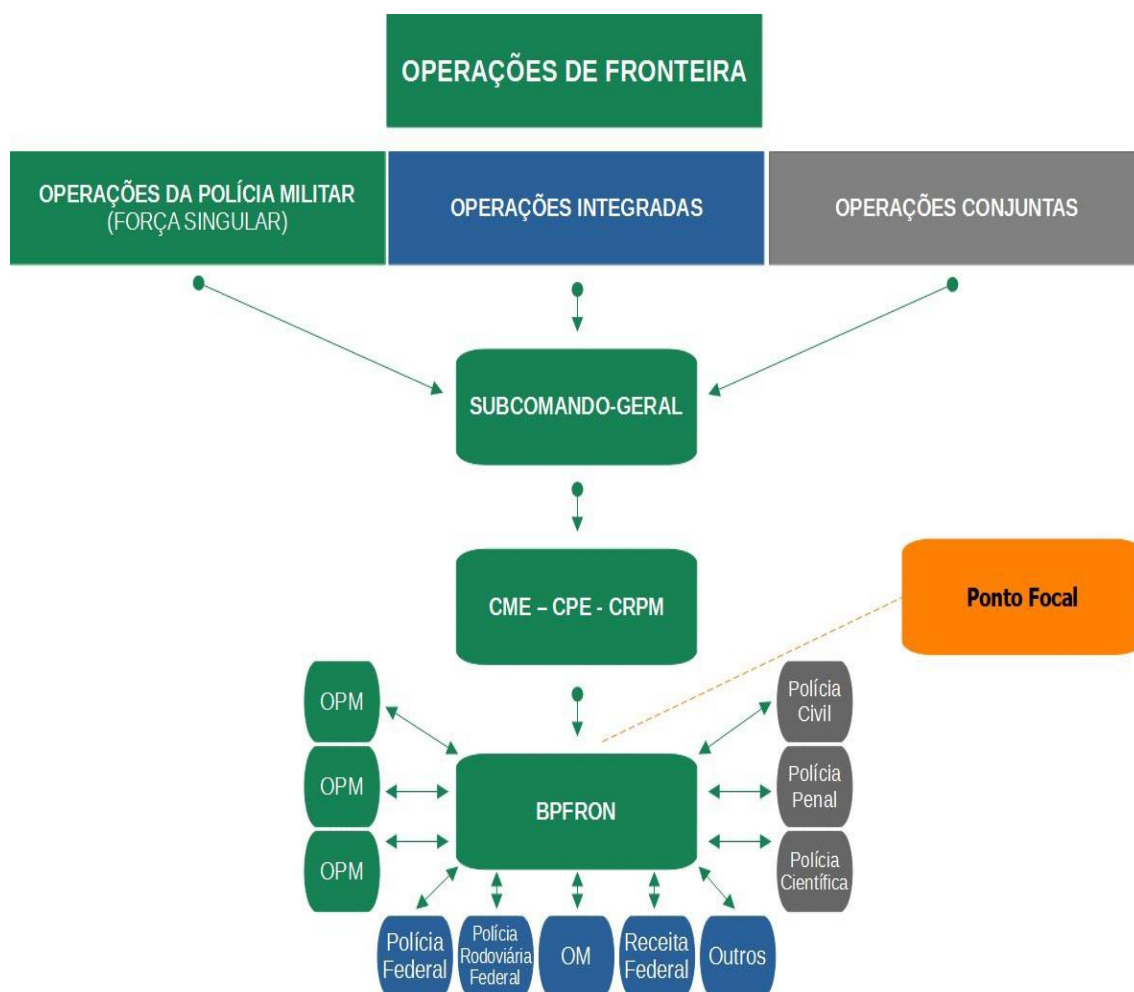 OPERAÇÕES DE FRONTEIRA
OPERAÇÕES DA POLÍCIA MILITAR
(FORÇA SINGULAR)
OPERAÇÕES INTEGRADAS
OPERAÇÕES CONJUNTAS
SUBCOMANDO-GERAL
CME – CPE - CRPM
Ponto Focal
OPM
OPM
OPM
BPFRON
Polícia
Civil
Polícia
Penal
Polícia
Científica
Polícia
Federal
Polícia
Rodoviária
Federal
OM
Receita
Federal
Outros